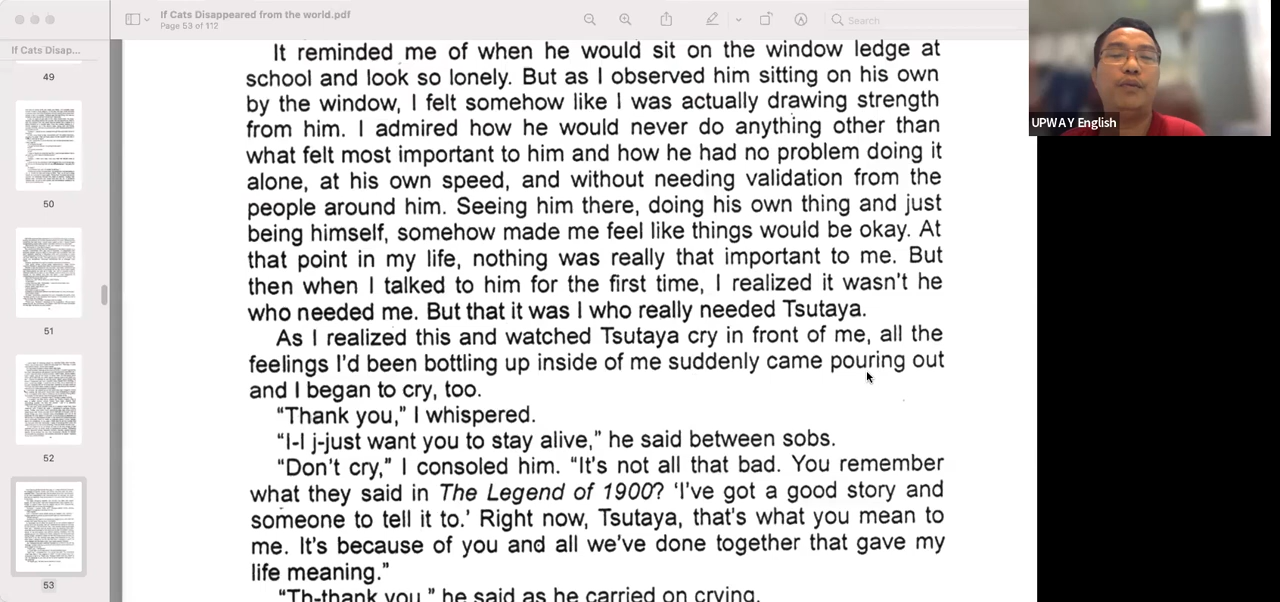 If Cats Disappeared from the world.pdf
Page 53 of 112
Search
If Cats Disap...
49
50
51
52
53
UPWAY English
It reminded me of when he would sit on the window ledge at
school and look so lonely. But as I observed him sitting on his own
by the window, I felt somehow like I was actually drawing strength
from him. I admired how he would never do anything other than
what felt most important to him and how he had no problem doing it
alone, at his own speed, and without needing validation from the
people around him. Seeing him there, doing his own thing and just
being himself, somehow made me feel like things would be okay. At
that point in my life, nothing was really that important to me. But
then when I talked to him for the first time, I realized it wasn't he
who needed me. But that it was I who really needed Tsutaya.
As I realized this and watched Tsutaya cry in front of me, all the
feelings I'd been bottling up inside of me suddenly came pouring out
and I began to cry, too.
“Thank you,” I whispered.
“I-I j-just want you to stay alive,” he said between sobs.
“Don't cry,” I consoled him. “It's not all that bad. You remember
what they said in The Legend of 1900? ‘I've got a good story and
someone to tell it to.’ Right now, Tsutaya, that's what you mean to
me. It's because of you and all we've done together that gave my
life meaning.”
“Th-thank you,” he said as he carried on crying.